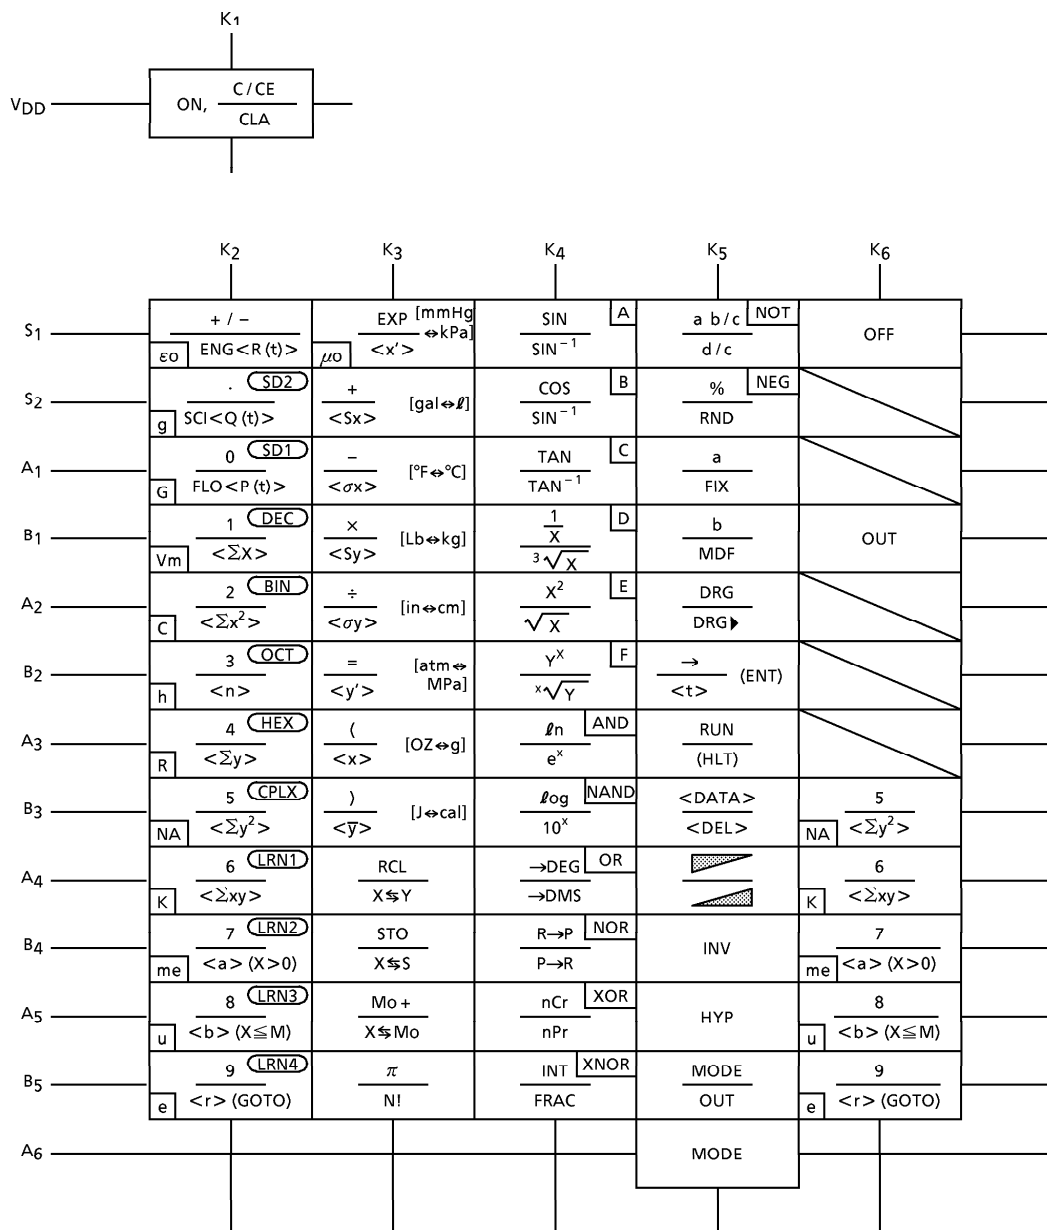 K1
VDD ON, C/CE
CLA
K2 K3 K4 K5 K6
S1 + / − ENG<R (t)> εo EXP [mmHg ↔kPa] <x'> μo SIN A SIN⁻¹ a b/c NOT d/c OFF
S2 · SD2 SCI<Q (t)> g + [gal↔ℓ] <Sx> COS B SIN⁻¹ % NEG RND
A1 0 SD1 FLO<P (t)> G − [°F↔°C] <σx> TAN C TAN⁻¹ a FIX
B1 1 DEC <ΣX> Vm × [Lb↔kg] <Sy> 1/X D ³√X b MDF OUT
A2 2 BIN <Σx²> C ÷ [in↔cm] <σy> X² E √X DRG DRG▶
B2 3 OCT <n> h = [atm↔ MPa] <y'> Yˣ F ˣ√Y → (ENT) <t>
A3 4 HEX <Σy> R ( [OZ↔g] <x> ℓn AND eˣ RUN (HLT)
B3 5 CPLX <Σy²> NA ) [J↔cal] <y̅> ℓog NAND 10ˣ <DATA> <DEL> 5 <Σy²> NA
A4 6 LRN1 <Σxy> K RCL X⇆Y →DEG OR →DMS 6 <Σxy> K
B4 7 LRN2 <a> (X>0) me STO X⇆S R→P NOR P→R INV 7 <a> (X>0) me
A5 8 LRN3 <b> (X≦M) u Mo+ X⇆Mo nCr XOR nPr HYP 8 <b> (X≦M) u
B5 9 LRN4 <r> (GOTO) e π N! INT XNOR FRAC MODE OUT 9 <r> (GOTO) e
A6 MODE